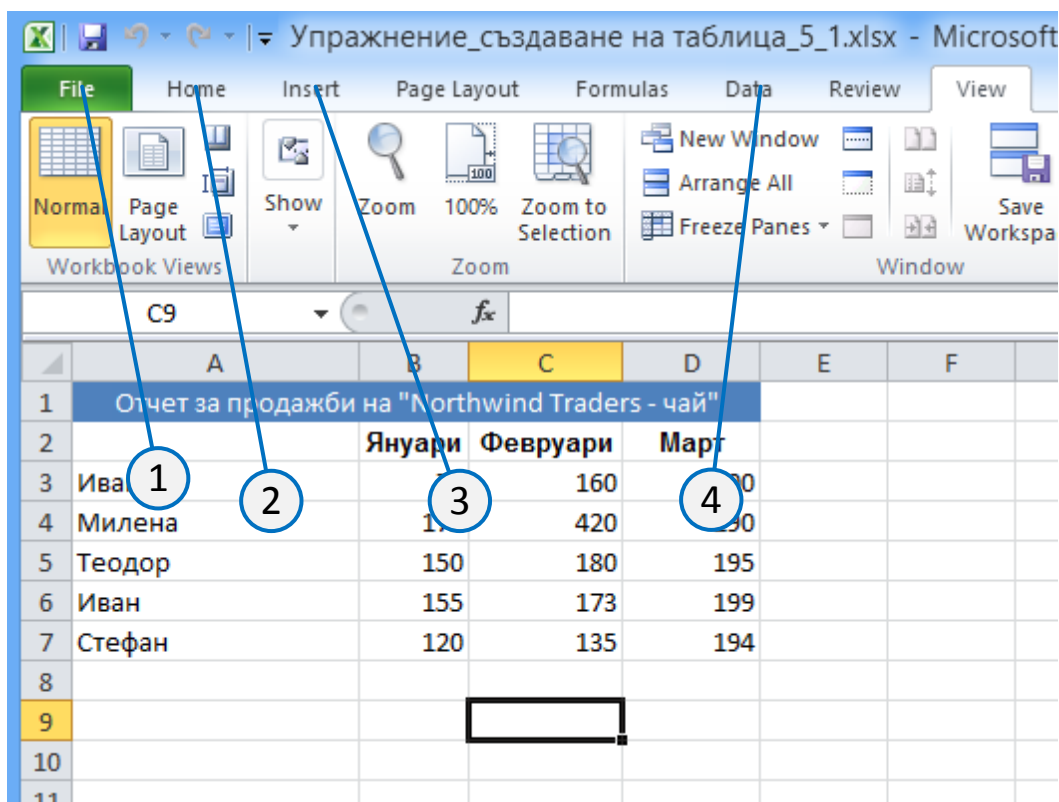 Упражнение_създаване на таблица_5_1.xlsx - Microsoft
File Home Insert Page Layout Formulas Data Review View
New Window
Arrange All
Freeze Panes
Normal Page Layout Show Zoom 100% Zoom to Selection Save
100
Workbook Views Zoom Window
C9 fx
A B C D E F
1 Отчет за продажби на "Northwind Traders - чай"
2 Януари Февруари Март
3 160
4 Милена 420
5 Теодор 150 180 195
6 Иван 155 173 199
7 Стефан 120 135 194
8
9
10
11
1 2 3 4